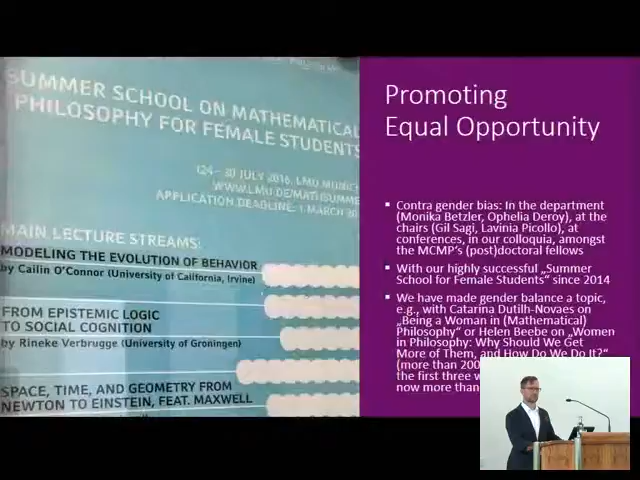 SUMMER SCHOOL ON MATHEMATICAL
PHILOSOPHY FOR FEMALE STUDENTS
(24 – 30 JULY 2016, LMU MUNICH
WWW.LMU.DE/MATHSUMME
APPLICATION DEADLINE: 1 MARCH 20
MAIN LECTURE STREAMS:
MODELING THE EVOLUTION OF BEHAVIOR
by Cailin O'Connor (University of California, Irvine)
FROM EPISTEMIC LOGIC
TO SOCIAL COGNITION
by Rineke Verbrugge (University of Groningen)
SPACE, TIME, AND GEOMETRY FROM
NEWTON TO EINSTEIN, FEAT. MAXWELL
Promoting
Equal Opportunity
▪ Contra gender bias: In the department
(Monika Betzler, Ophelia Deroy), at the
chairs (Gil Sagi, Lavinia Picollo), at
conferences, in our colloquia, amongst
the MCMP's (post)doctoral fellows
▪ With our highly successful „Summer
School for Female Students“ since 2014
▪ We have made gender balance a topic,
e.g., with Catarina Dutilh-Novaes on
„Being a Woman in (Mathematical)
Philosophy“ or Helen Beebe on „Women
in Philosophy: Why Should We Get
More of Them, and How Do We Do It?“
(more than 200
the first three
now more than